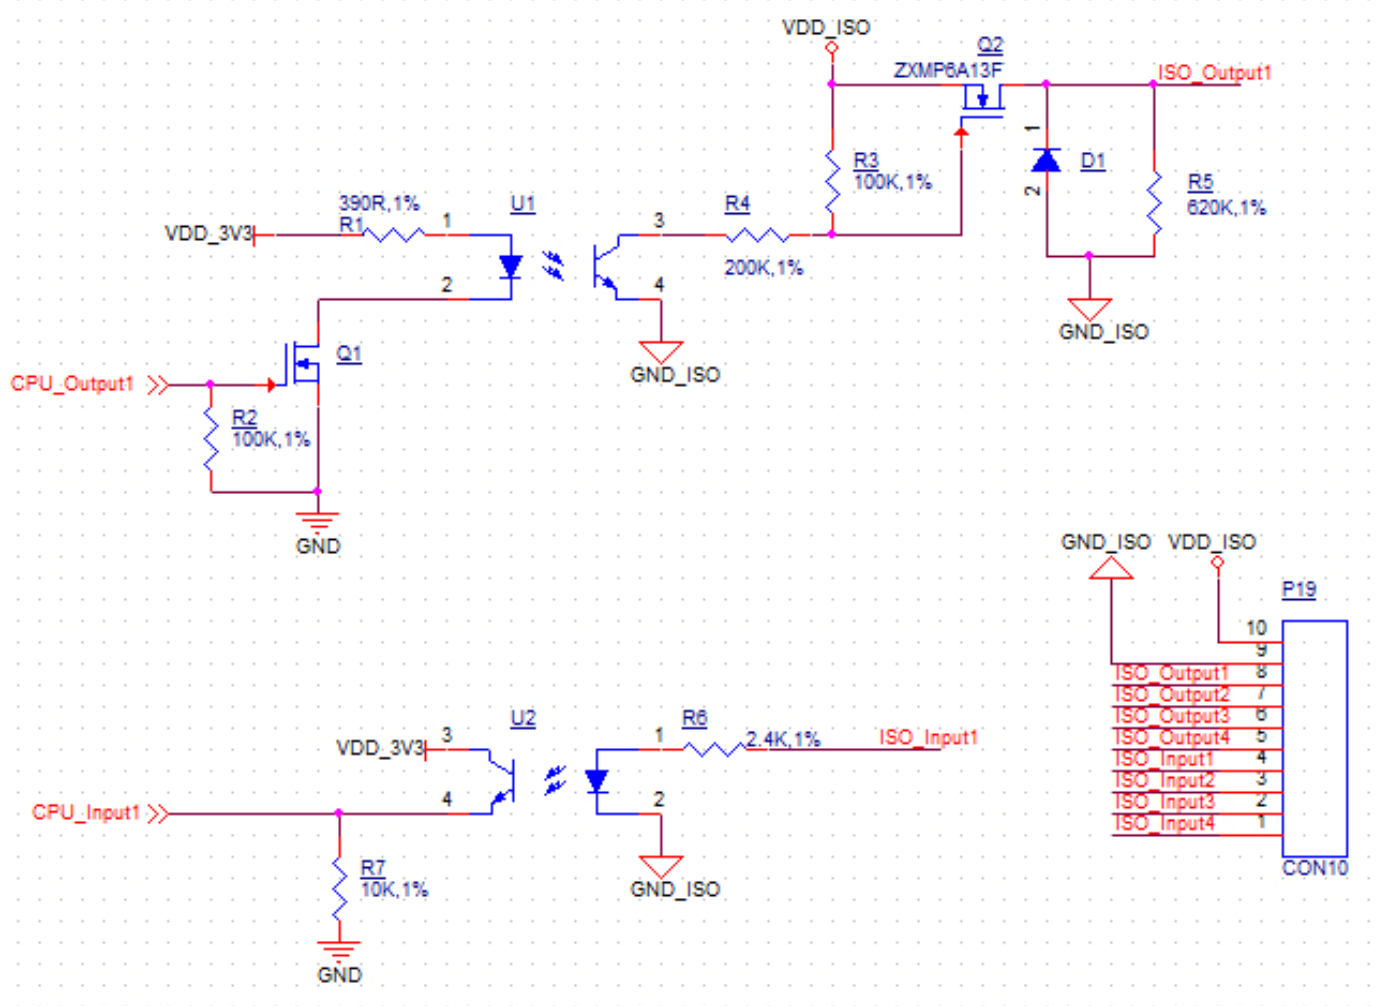 VDD_ISO
Q2
ZXMP6A13F
ISO_Output1
R3
100K,1%
1
D1
2
R5
620K,1%
GND_ISO
390R,1%
R1
VDD_3V3
1
U1
3
R4
200K,1%
2
4
GND_ISO
CPU_Output1
Q1
R2
100K,1%
GND
GND_ISO
VDD_ISO
P19
10
9
ISO_Output1 8
ISO_Output2 7
ISO_Output3 6
ISO_Output4 5
ISO_Input1 4
ISO_Input2 3
ISO_Input3 2
ISO_Input4 1
CON10
VDD_3V3
3
U2
1
R6
2.4K,1%
ISO_Input1
CPU_Input1
4
2
GND_ISO
R7
10K,1%
GND